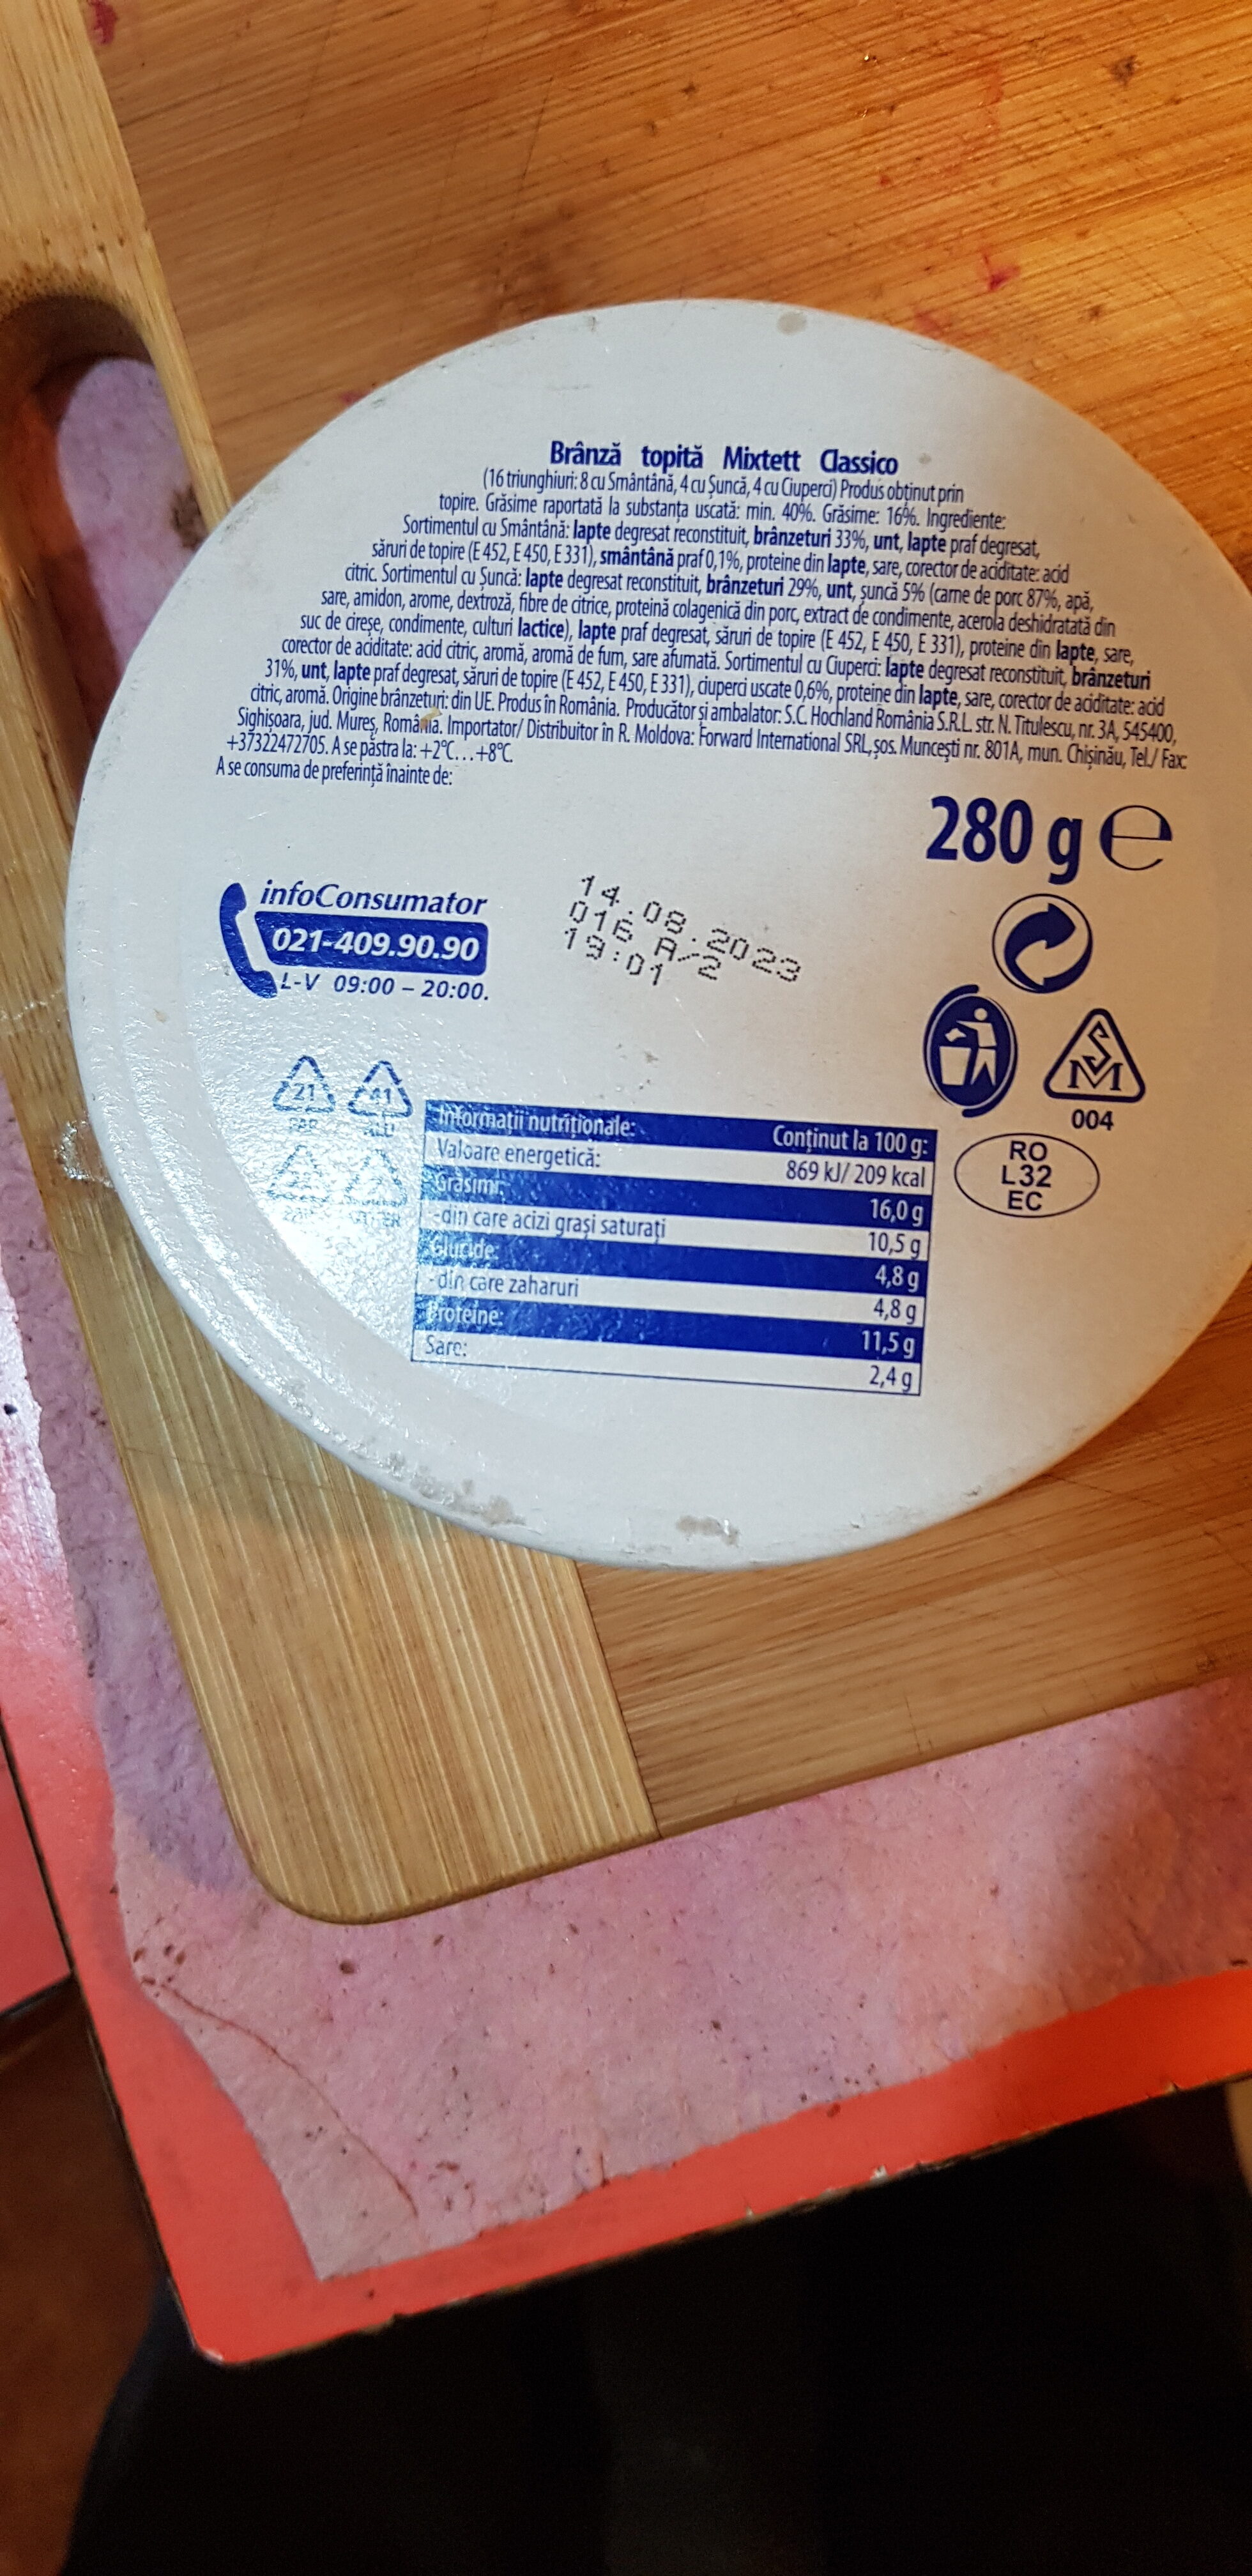 Brânză topită Mixtett Classico
(16 triunghiuri: 8 cu Smântână, 4 cu Șuncă, 4 cu Ciuperci) Produs obținut prin
topire. Grăsime raportată la substanța uscată: min. 40%. Grăsime: 16%. Ingrediente:
Sortimentul cu Smântână: lapte degresat reconstituit, brânzeturi 33%, unt, lapte praf degresat,
săruri de topire (E 452, E 450, E 331), smântână praf 0,1%, proteine din lapte, sare, corector de aciditate: acid
citric. Sortimentul cu Șuncă: lapte degresat reconstituit, brânzeturi 29%, unt, șuncă 5% (carne de porc 87%, apă,
sare, amidon, arome, dextroză, fibre de citrice, proteină colagenică din porc, extract de condimente, acerola deshidratată din
suc de cireșe, condimente, culturi lactice), lapte praf degresat, săruri de topire (E 452, E 450, E 331), proteine din lapte, sare,
corector de aciditate: acid citric, aromă, aromă de fum, sare afumată. Sortimentul cu Ciuperci: lapte degresat reconstituit, brânzeturi
31%, unt, lapte praf degresat, săruri de topire (E 452, E 450, E 331), ciuperci uscate 0,6%, proteine din lapte, sare, corector de aciditate: acid
citric, aromă. Origine brânzeturi: din UE. Produs în România. Producător și ambalator: S.C. Hochland România S.R.L. str. N. Titulescu, nr. 3A, 545400,
Sighișoara, jud. Mureș, România. Importator/ Distribuitor în R. Moldova: Forward International SRL, șos. Muncești nr. 801A, mun. Chișinău, Tel./ Fax:
+37322472705. A se păstra la: +2°C...+8°C.
A se consuma de preferință înainte de:
280 g e
infoConsumator
021-409.90.90
L-V 09:00 – 20:00.
14.08.2023
016 A/2
19:01
SM
004
RO
L32
EC
21 41
PAP ALU
Informații nutriționale: Conținut la 100 g:
Valoare energetică: 869 kJ/ 209 kcal
Grăsimi: 16,0 g
-din care acizi grași saturați 10,5 g
Glucide: 4,8 g
-din care zaharuri 4,8 g
Proteine: 11,5 g
Sare: 2,4 g